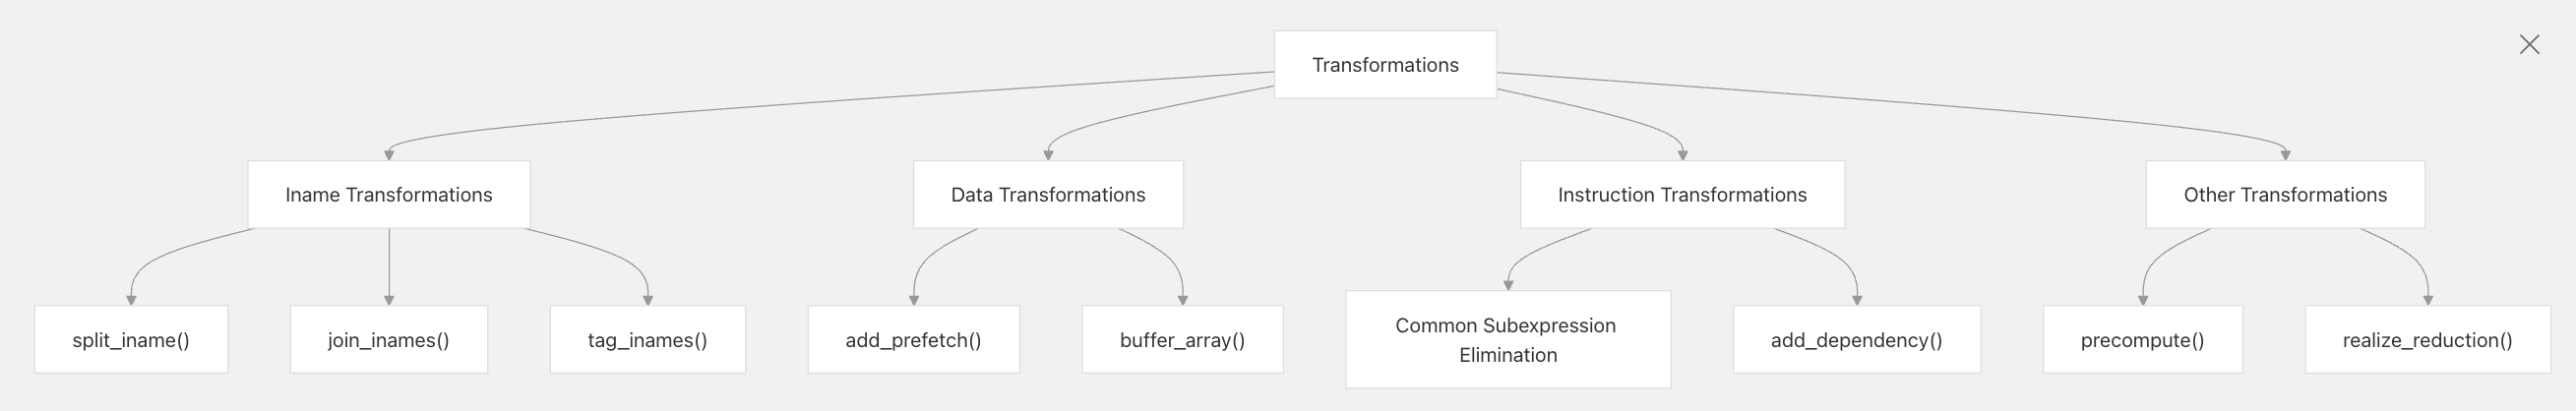 Transformations
Iname Transformations
Data Transformations
Instruction Transformations
Other Transformations
split_iname()
join_inames()
tag_inames()
add_prefetch()
buffer_array()
Common Subexpression
Elimination
add_dependency()
precompute()
realize_reduction()